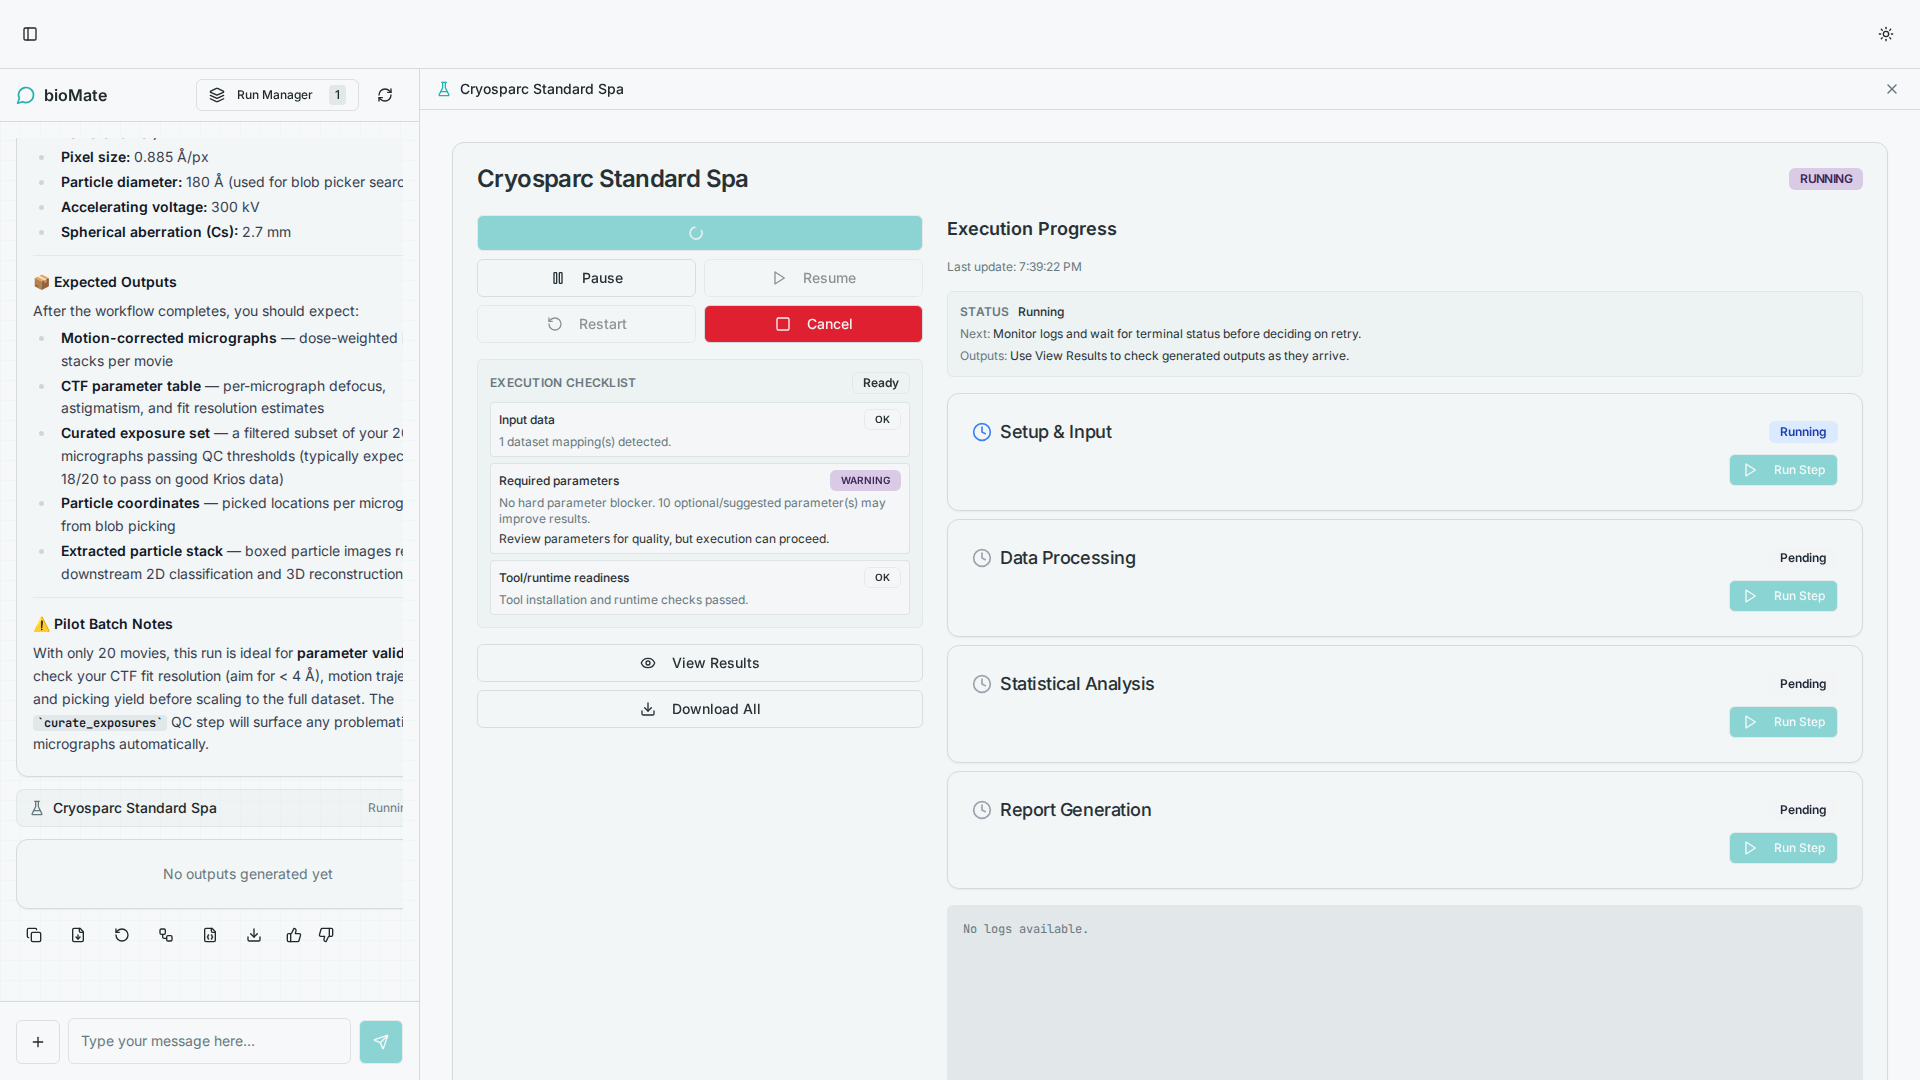 bioMate
Run Manager 1
Pixel size: 0.885 Å/px
Particle diameter: 180 Å (used for blob picker
Accelerating voltage: 300 kV
Spherical aberration (Cs): 2.7 mm
📦 Expected Outputs
After the workflow completes, you should expect:
Motion-corrected micrographs — dose-weighted
stacks per movie
CTF parameter table — per-micrograph defocus,
astigmatism, and fit resolution estimates
Curated exposure set — a filtered subset of your
micrographs passing QC thresholds (typically
18/20 to pass on good Krios data)
Particle coordinates — picked locations per
from blob picking
Extracted particle stack — boxed particle images
downstream 2D classification and 3D reconstruction
⚠️ Pilot Batch Notes
With only 20 movies, this run is ideal for parameter
check your CTF fit resolution (aim for < 4 Å), motion
and picking yield before scaling to the full dataset. The
`curate_exposures` QC step will surface any
micrographs automatically.
Cryosparc Standard Spa
No outputs generated yet
Type your message here...
Cryosparc Standard Spa
Cryosparc Standard Spa
RUNNING
Pause
Resume
Restart
Cancel
EXECUTION CHECKLIST
Ready
Input data
OK
1 dataset mapping(s) detected.
Required parameters
WARNING
No hard parameter blocker. 10 optional/suggested parameter(s) may
improve results.
Review parameters for quality, but execution can proceed.
Tool/runtime readiness
OK
Tool installation and runtime checks passed.
View Results
Download All
Execution Progress
Last update: 7:39:22 PM
STATUS Running
Next: Monitor logs and wait for terminal status before deciding on retry.
Outputs: Use View Results to check generated outputs as they arrive.
Setup & Input
Running
Run Step
Data Processing
Pending
Run Step
Statistical Analysis
Pending
Run Step
Report Generation
Pending
Run Step
No logs available.